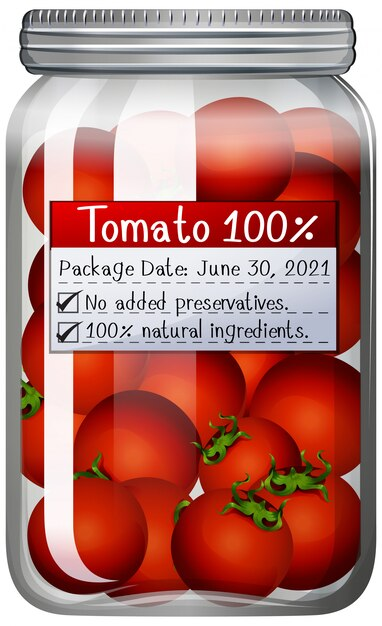 Tomato 100%
Package Date: June 30, 2021
No added preservatives.
100% natural ingredients.